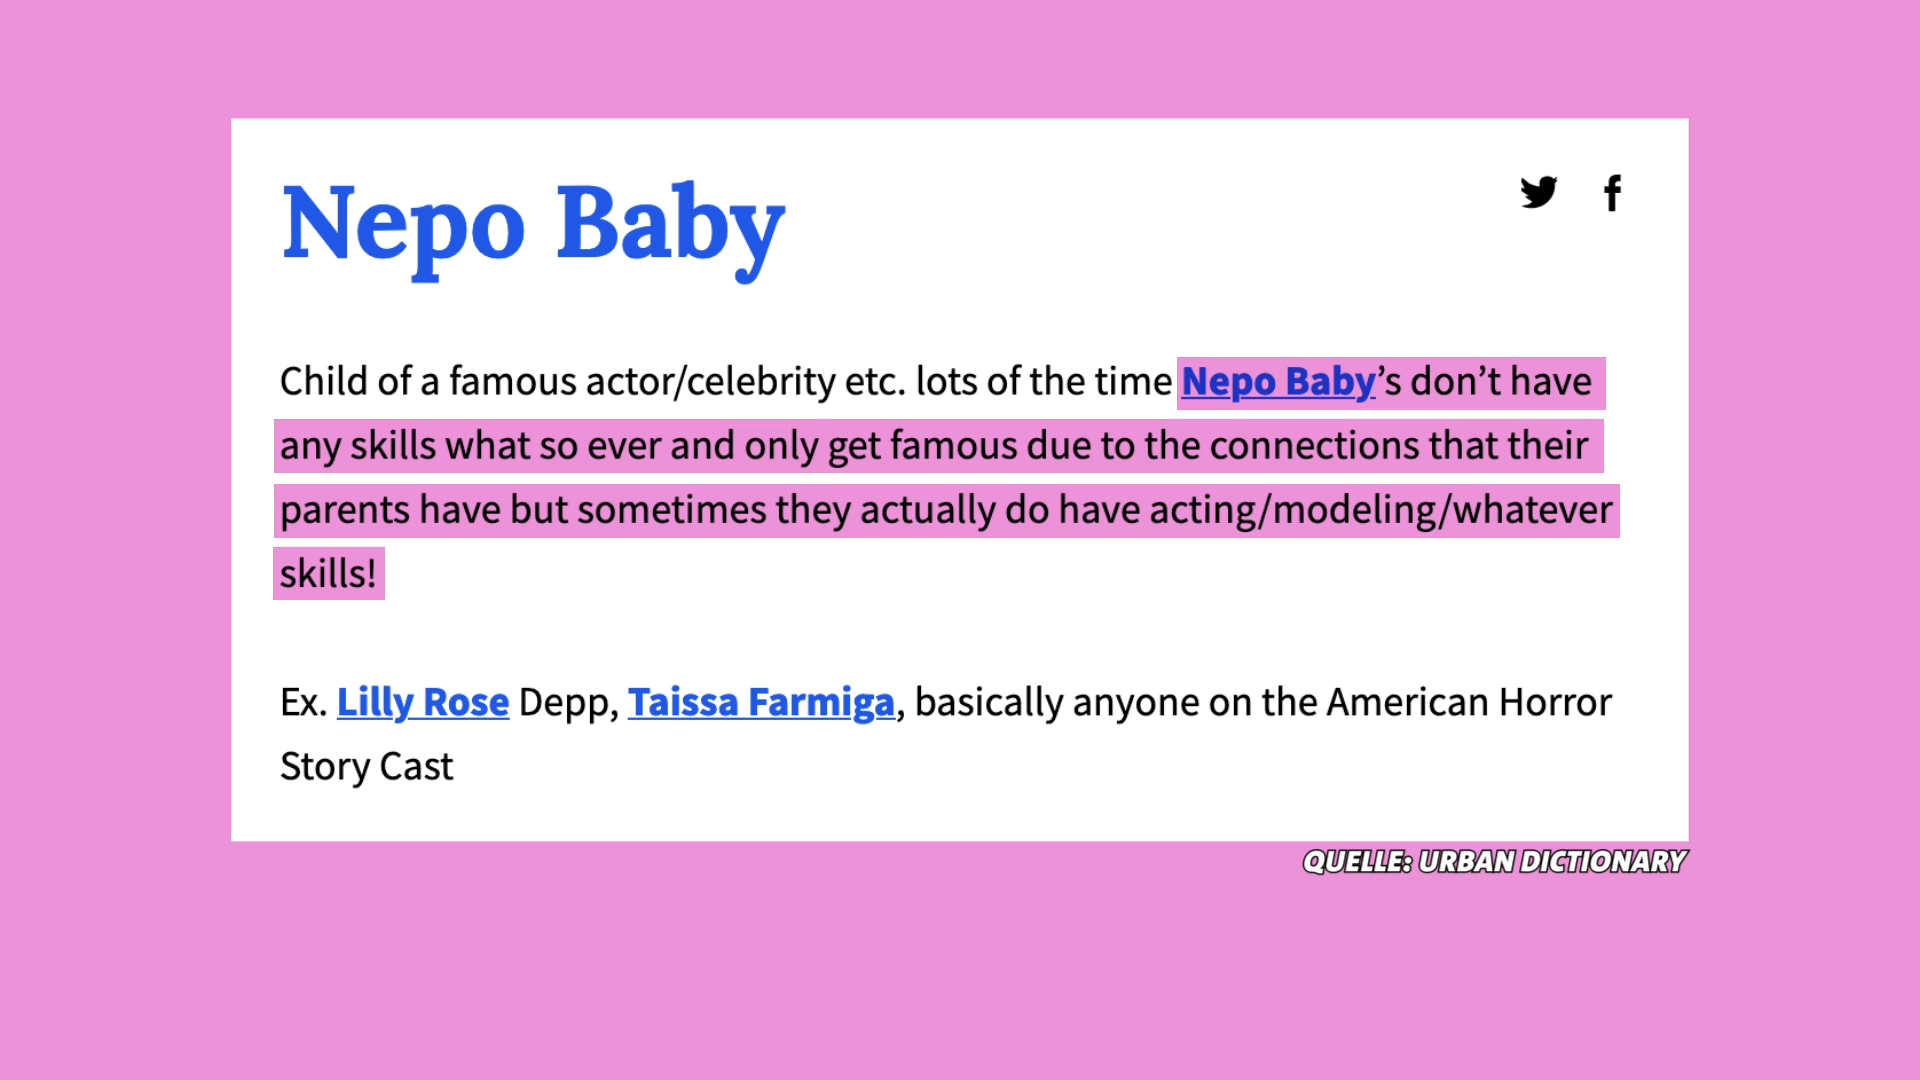 Nepo Baby
Child of a famous actor/celebrity etc. lots of the time Nepo Baby’s don’t have
any skills what so ever and only get famous due to the connections that their
parents have but sometimes they actually do have acting/modeling/whatever
skills!
Ex. Lilly Rose Depp, Taissa Farmiga, basically anyone on the American Horror
Story Cast
QUELLE: URBAN DICTIONARY